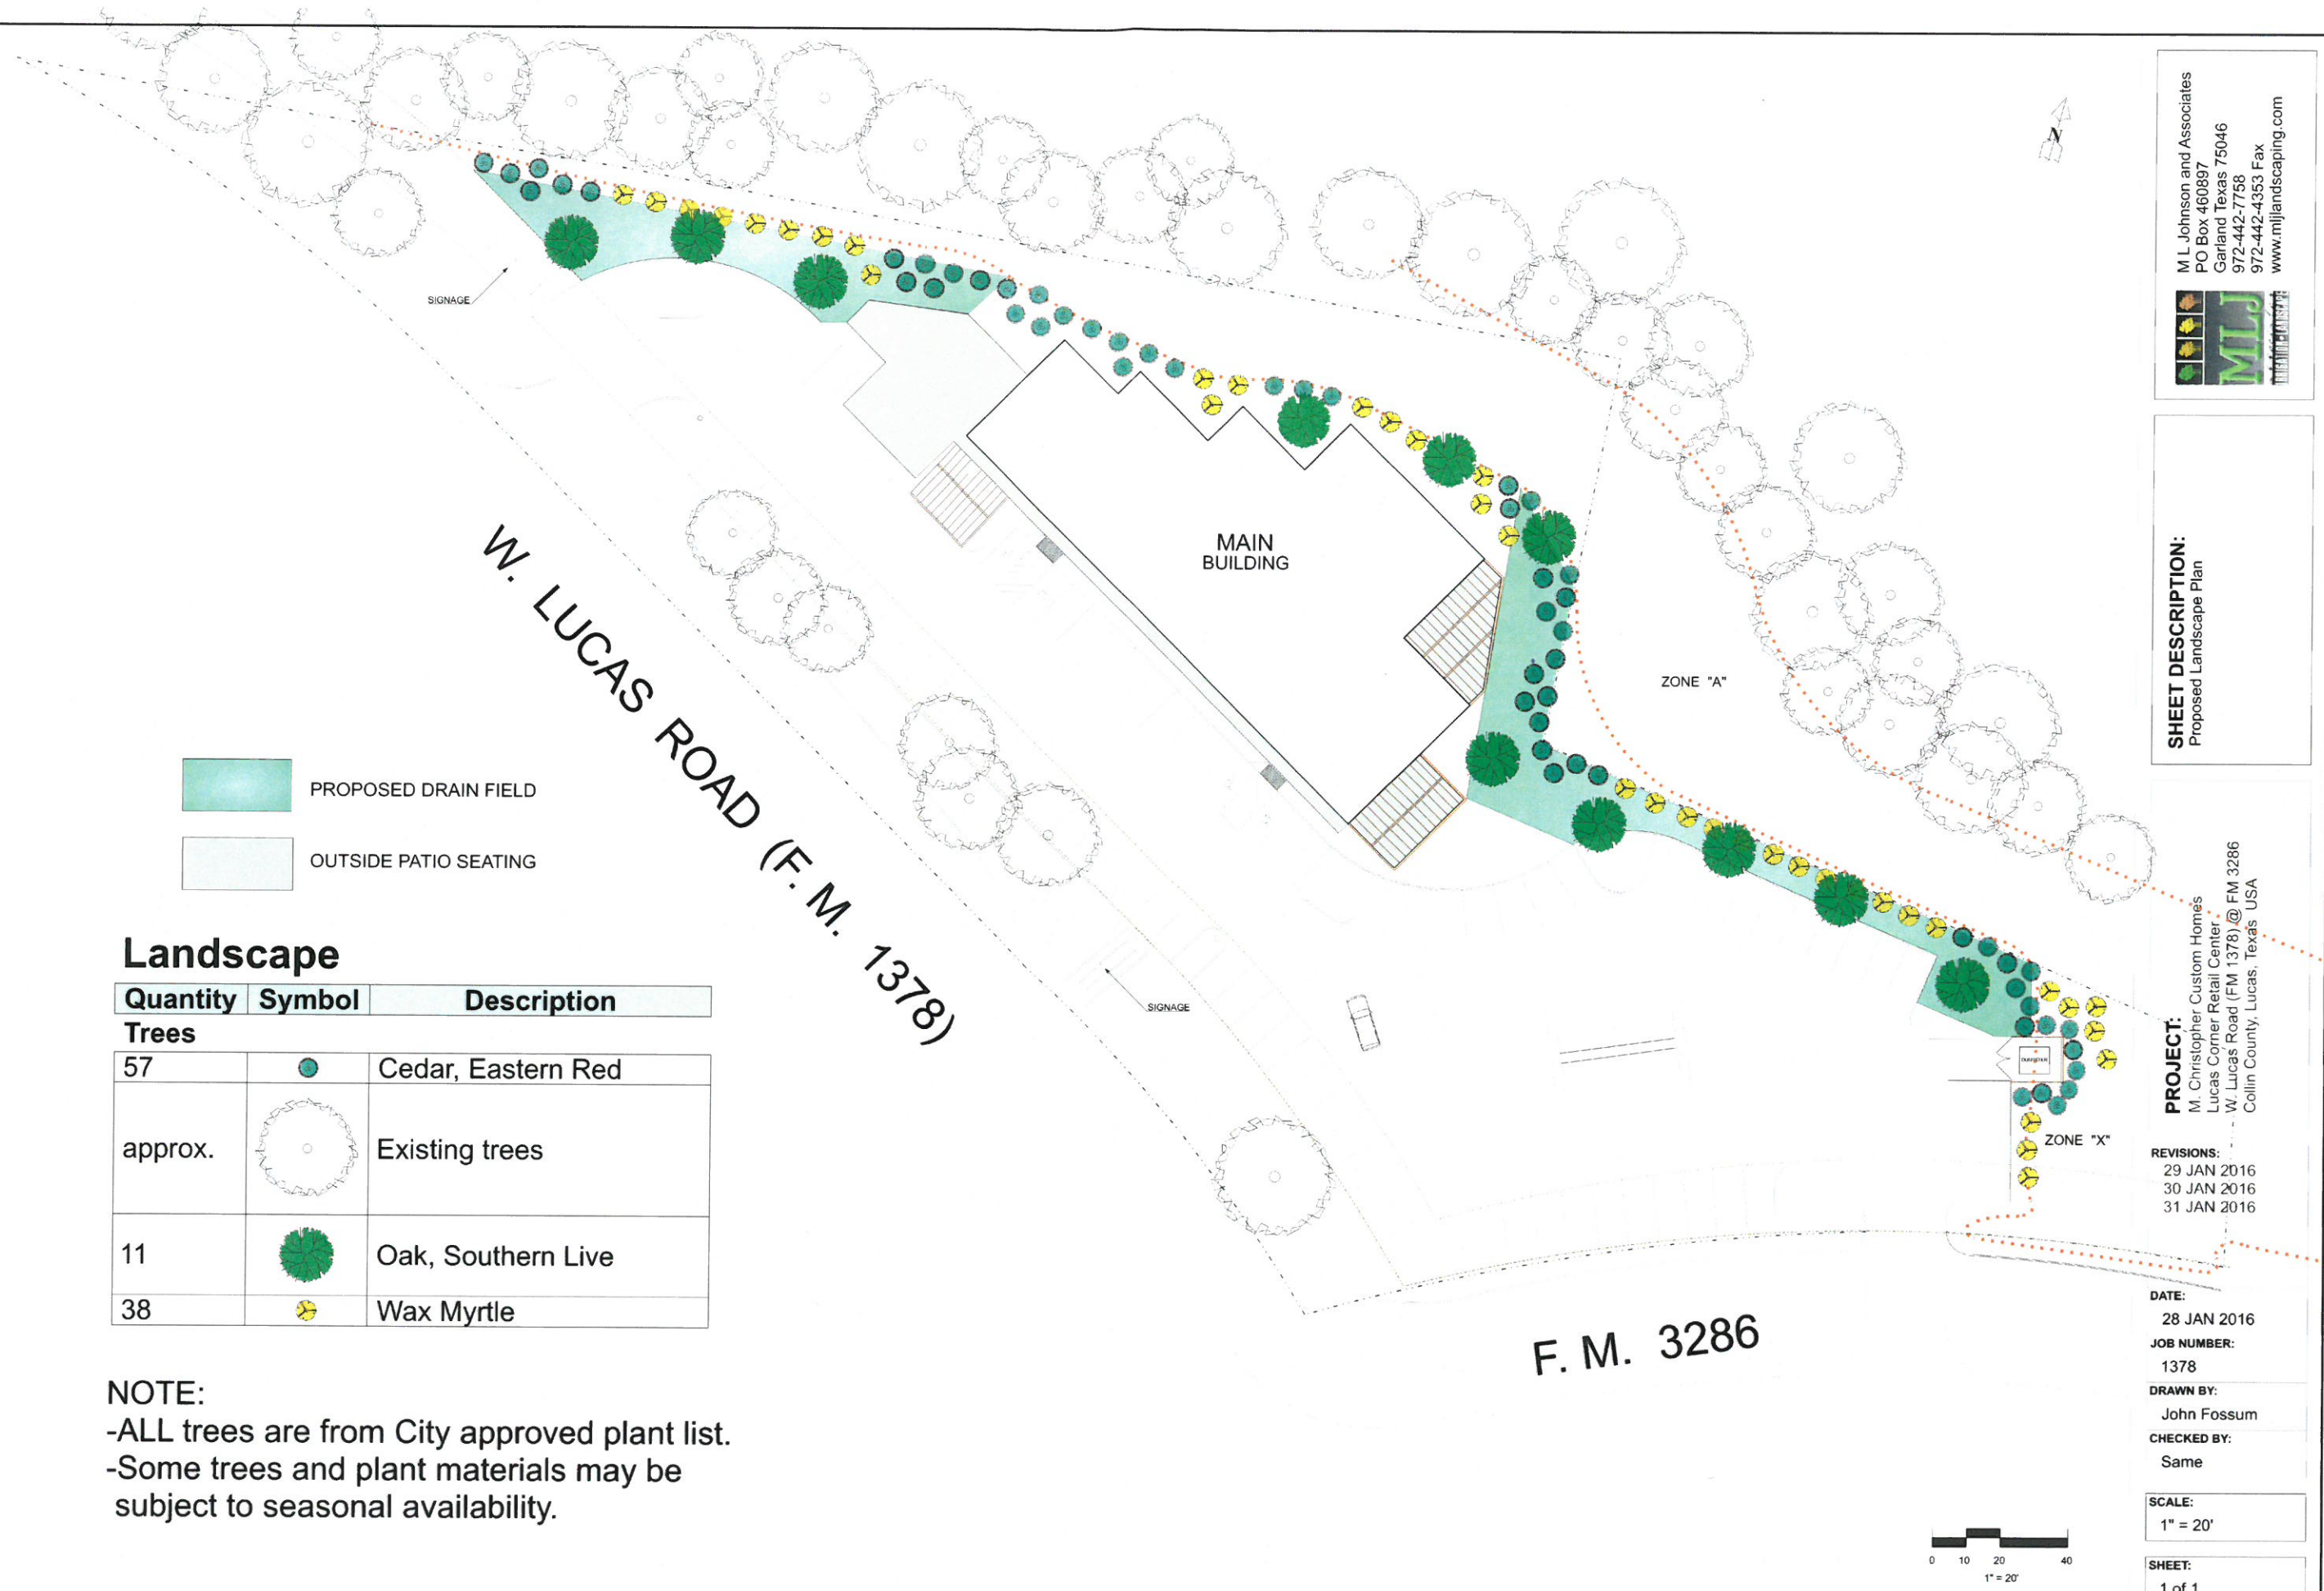 M L Johnson and Associates
PO Box 460897
Garland Texas 75046
972-442-7758
972-442-4353 Fax
www.mljlandscaping.com
MLJ
N
SHEET DESCRIPTION:
Proposed Landscape Plan
PROJECT:
M. Christopher Custom Homes
Lucas Corner Retail Center
W. Lucas Road (FM 1378) @ FM 3286
Collin County, Lucas, Texas USA
REVISIONS:
29 JAN 2016
30 JAN 2016
31 JAN 2016
DATE:
28 JAN 2016
JOB NUMBER:
1378
DRAWN BY:
John Fossum
CHECKED BY:
Same
SCALE:
1" = 20'
SHEET:
1 of 1
SIGNAGE
MAIN
BUILDING
ZONE "A"
W. LUCAS ROAD (F. M. 1378)
SIGNAGE
DUMPSTER
ZONE "X"
F. M. 3286
0 10 20 40
1" = 20'
PROPOSED DRAIN FIELD
OUTSIDE PATIO SEATING
Landscape
Quantity Symbol Description
Trees
57 Cedar, Eastern Red
approx. Existing trees
11 Oak, Southern Live
38 Wax Myrtle
NOTE:
-ALL trees are from City approved plant list.
-Some trees and plant materials may be
subject to seasonal availability.